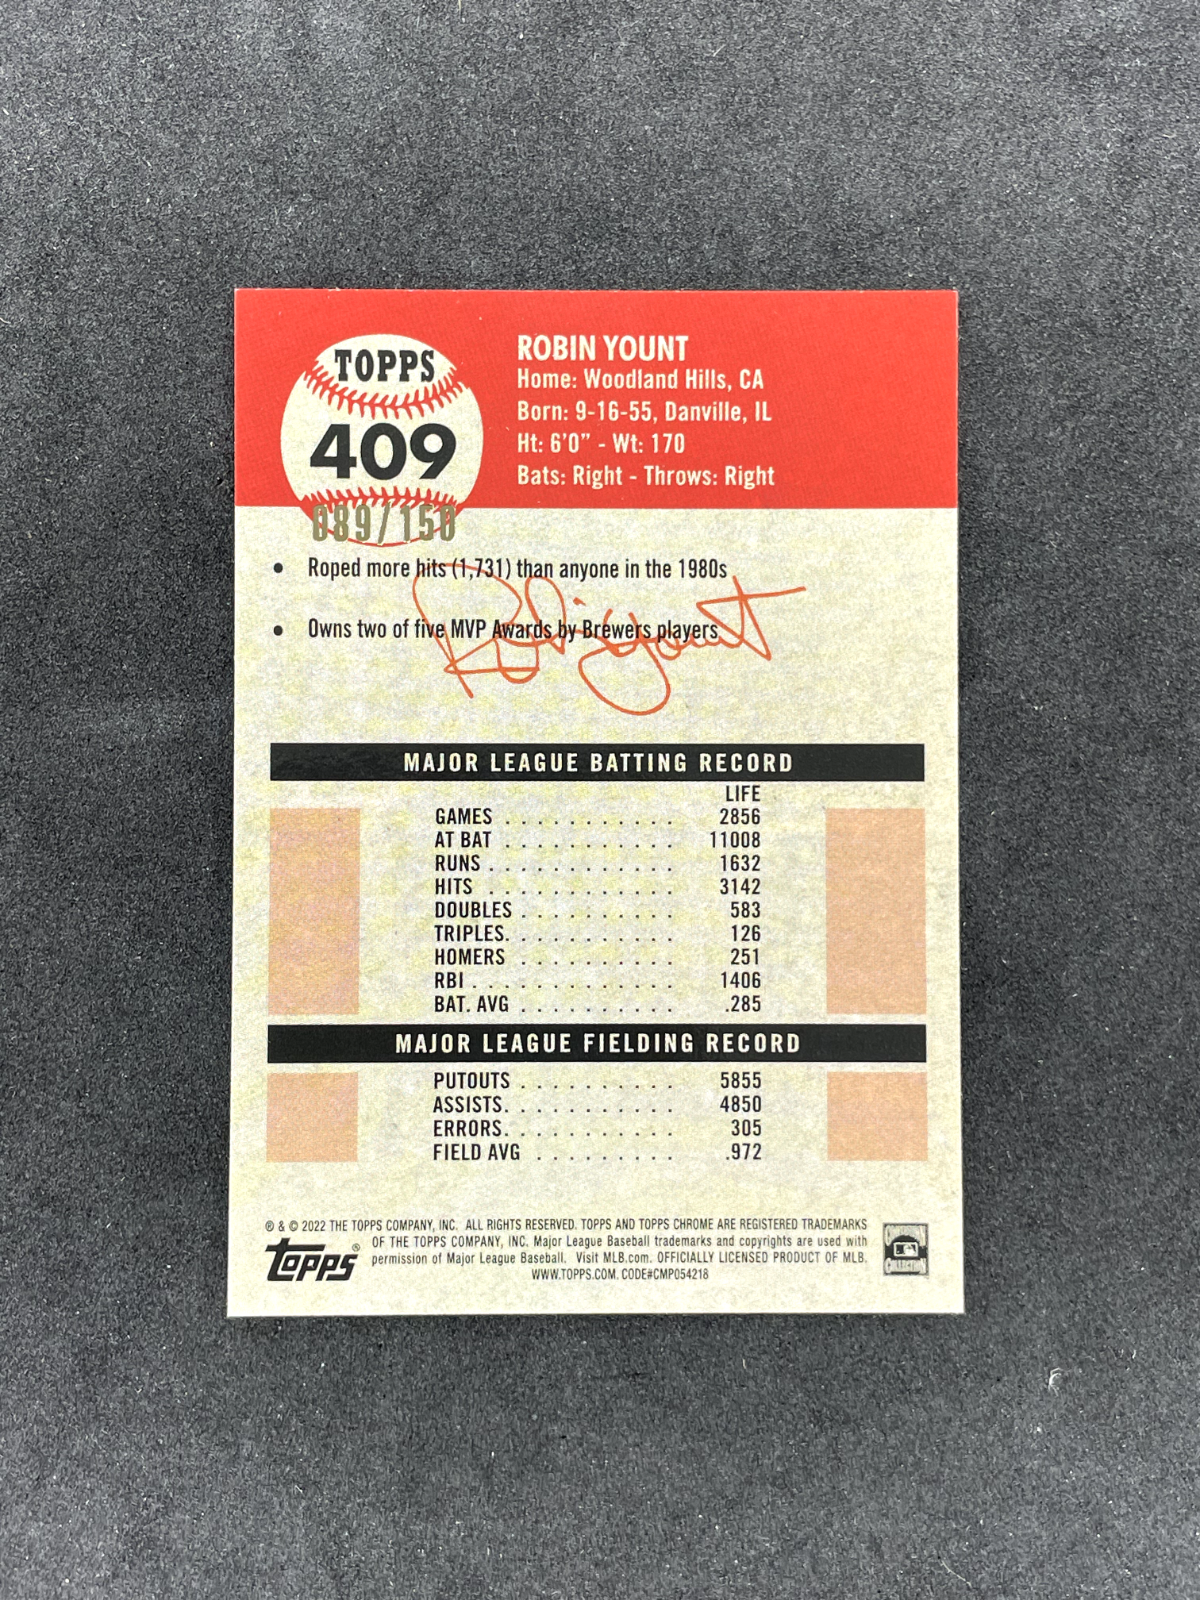 TOPPS
409
089/150
ROBIN YOUNT
Home: Woodland Hills, CA
Born: 9-16-55, Danville, IL
Ht: 6'0" - Wt: 170
Bats: Right - Throws: Right
• Roped more hits (1,731) than anyone in the 1980s
• Owns two of five MVP Awards by Brewers players
Robin Yount
MAJOR LEAGUE BATTING RECORD
LIFE
GAMES . . . . . . . . . . . 2856
AT BAT . . . . . . . . . . . 11008
RUNS . . . . . . . . . . . . 1632
HITS . . . . . . . . . . . . 3142
DOUBLES . . . . . . . . . . 583
TRIPLES. . . . . . . . . . . 126
HOMERS . . . . . . . . . . 251
RBI . . . . . . . . . . . . . 1406
BAT. AVG . . . . . . . . . . .285
MAJOR LEAGUE FIELDING RECORD
PUTOUTS . . . . . . . . . . 5855
ASSISTS. . . . . . . . . . . 4850
ERRORS. . . . . . . . . . . 305
FIELD AVG . . . . . . . . . .972
® & © 2022 THE TOPPS COMPANY, INC. ALL RIGHTS RESERVED. TOPPS AND TOPPS CHROME ARE REGISTERED TRADEMARKS
OF THE TOPPS COMPANY, INC. Major League Baseball trademarks and copyrights are used with
permission of Major League Baseball. Visit MLB.com. OFFICIALLY LICENSED PRODUCT OF MLB.
WWW.TOPPS.COM. CODE#CMP054218
Topps®